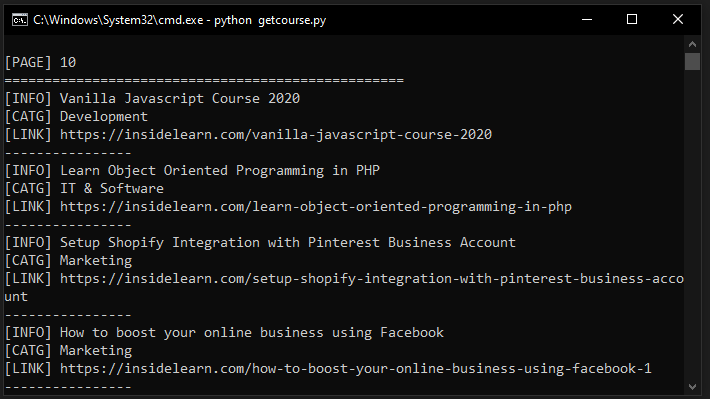 C:\Windows\System32\cmd.exe - python  getcourse.py
[PAGE] 10
==================================================
[INFO] Vanilla Javascript Course 2020
[CATG] Development
[LINK] https://insidelearn.com/vanilla-javascript-course-2020
----------------
[INFO] Learn Object Oriented Programming in PHP
[CATG] IT & Software
[LINK] https://insidelearn.com/learn-object-oriented-programming-in-php
----------------
[INFO] Setup Shopify Integration with Pinterest Business Account
[CATG] Marketing
[LINK] https://insidelearn.com/setup-shopify-integration-with-pinterest-business-acco
unt
----------------
[INFO] How to boost your online business using Facebook
[CATG] Marketing
[LINK] https://insidelearn.com/how-to-boost-your-online-business-using-facebook-1
----------------